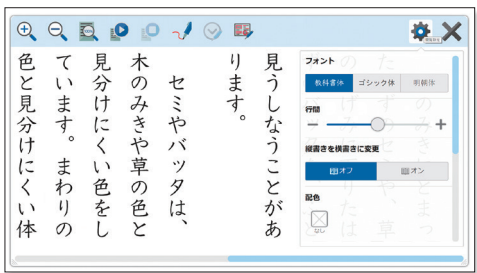 見うしなうことがあ
ります。
セミやバッタは、
木のみきや草の色と
見分けにくい色をし
ています。まわりの
色と見分けにくい体
フォント
教科書体 ゴシック体 明朝体
行間
縦書きを横書きに変更
オフ オン
配色
なし